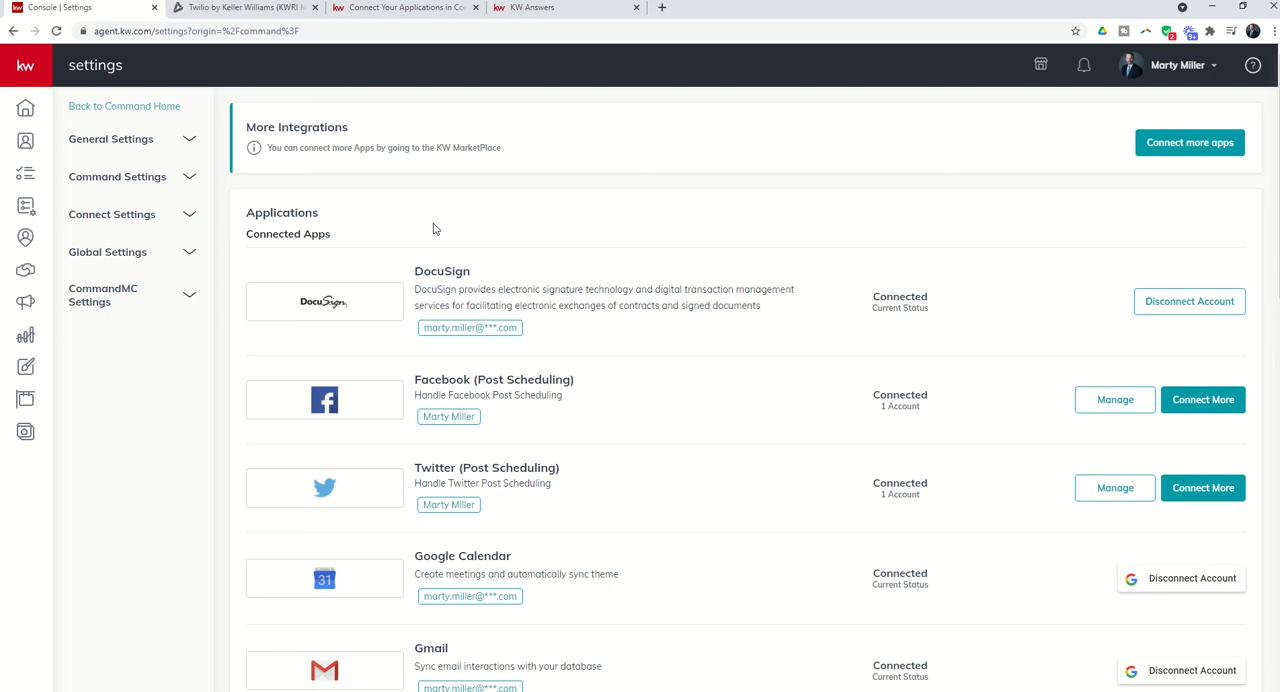 kw Console | Settings
Twilio by Keller Williams (KWRI M
kw Connect Your Applications in Co
kw KW Answers
agent.kw.com/settings?origin=%2Fcommand%3F
2
9+
kw
settings
Marty Miller
?
Back to Command Home
General Settings
Command Settings
Connect Settings
Global Settings
CommandMC
Settings
More Integrations
You can connect more Apps by going to the KW MarketPlace
Connect more apps
Applications
Connected Apps
DocuSign
DocuSign
DocuSign provides electronic signature technology and digital transaction management
services for facilitating electronic exchanges of contracts and signed documents
marty.miller@***.com
Connected
Current Status
Disconnect Account
Facebook (Post Scheduling)
Handle Facebook Post Scheduling
Marty Miller
Connected
1 Account
Manage
Connect More
Twitter (Post Scheduling)
Handle Twitter Post Scheduling
Marty Miller
Connected
1 Account
Manage
Connect More
31
Google Calendar
Create meetings and automatically sync theme
marty.miller@***.com
Connected
Current Status
Disconnect Account
Gmail
Sync email interactions with your database
marty.miller@***.com
Connected
Current Status
Disconnect Account